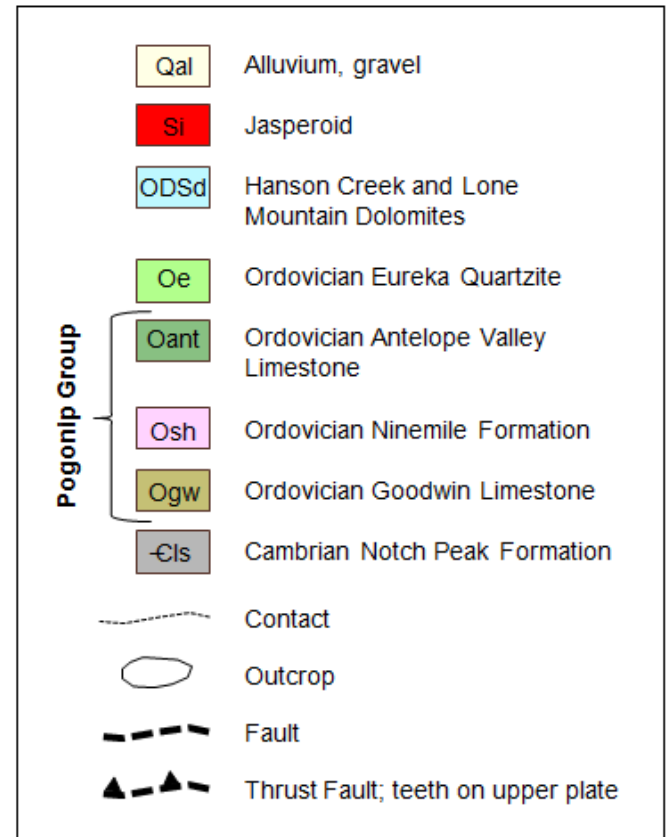 Qal Alluvium, gravel
Si Jasperoid
ODSd Hanson Creek and Lone
Mountain Dolomites
Oe Ordovician Eureka Quartzite
Pogonip Group
Oant Ordovician Antelope Valley
Limestone
Osh Ordovician Ninemile Formation
Ogw Ordovician Goodwin Limestone
Єls Cambrian Notch Peak Formation
Contact
Outcrop
Fault
Thrust Fault; teeth on upper plate